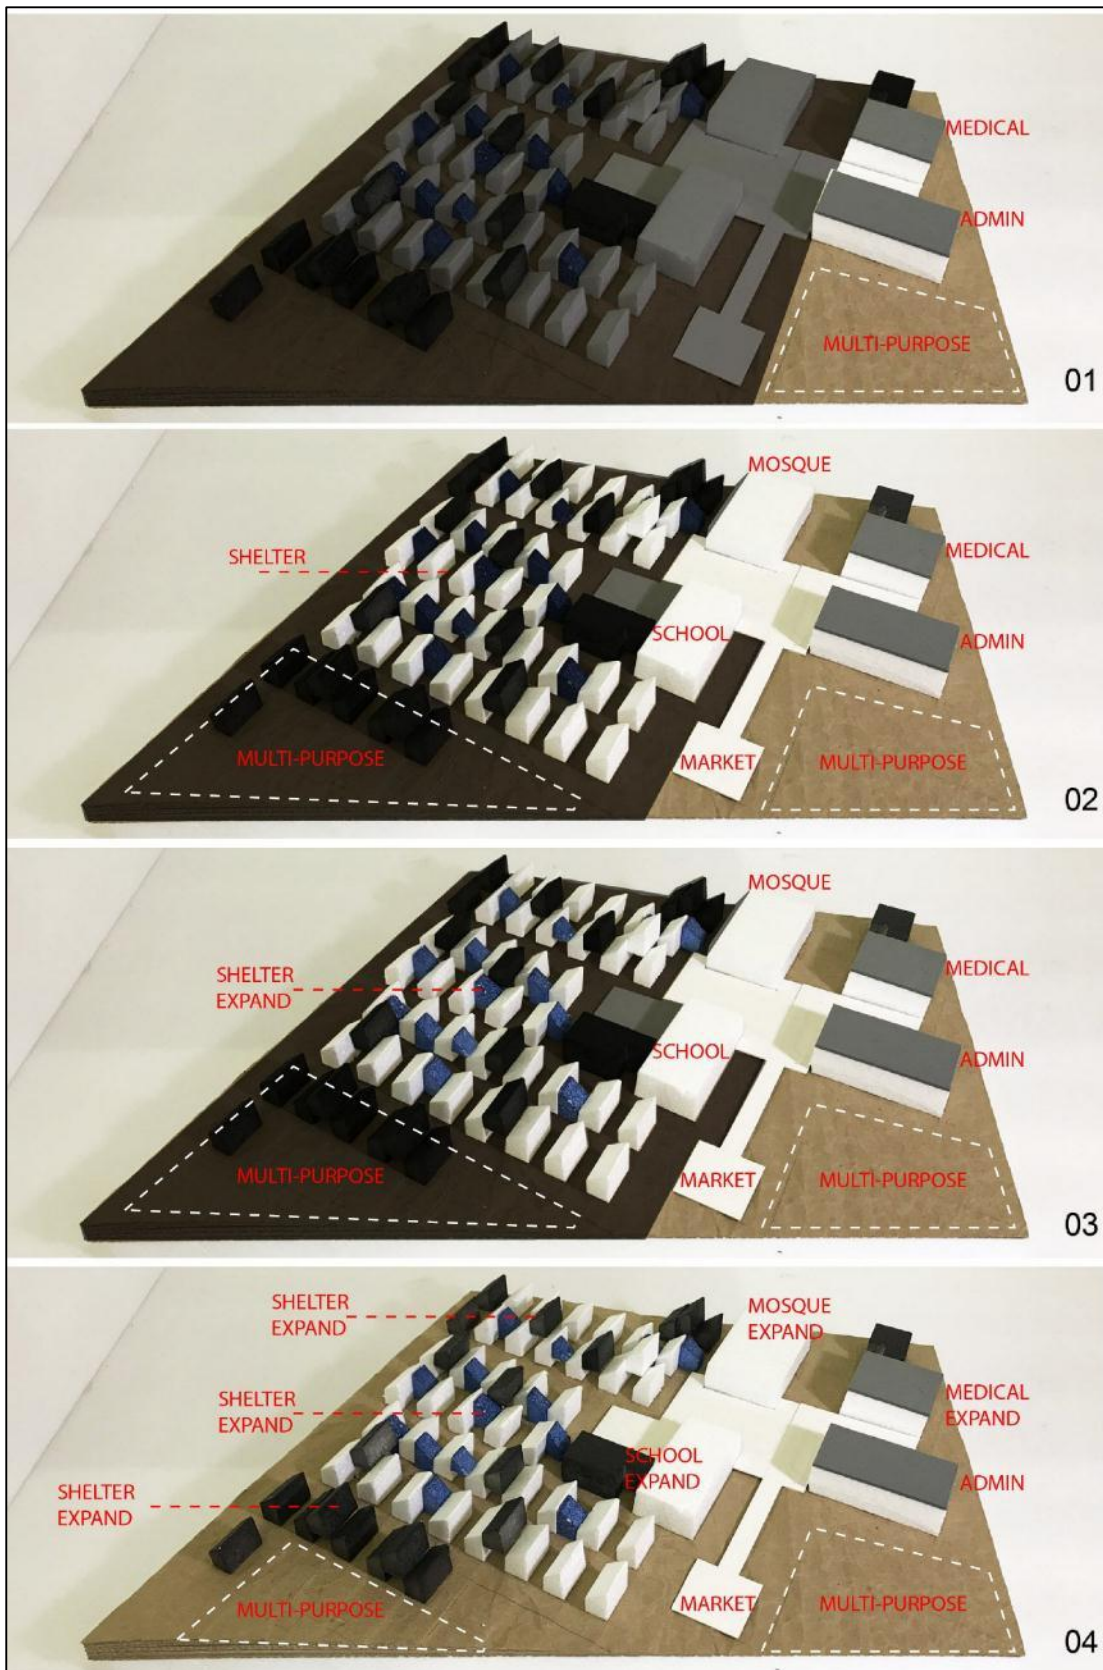 MEDICAL
ADMIN
MULTI-PURPOSE
01
MOSQUE
MEDICAL
SHELTER
SCHOOL
ADMIN
MULTI-PURPOSE
MARKET
MULTI-PURPOSE
02
MOSQUE
MEDICAL
SHELTER
EXPAND
SCHOOL
ADMIN
MULTI-PURPOSE
MARKET
MULTI-PURPOSE
03
SHELTER
EXPAND
MOSQUE
EXPAND
SHELTER
EXPAND
MEDICAL
EXPAND
SCHOOL
EXPAND
ADMIN
SHELTER
EXPAND
MULTI-PURPOSE
MARKET
MULTI-PURPOSE
04